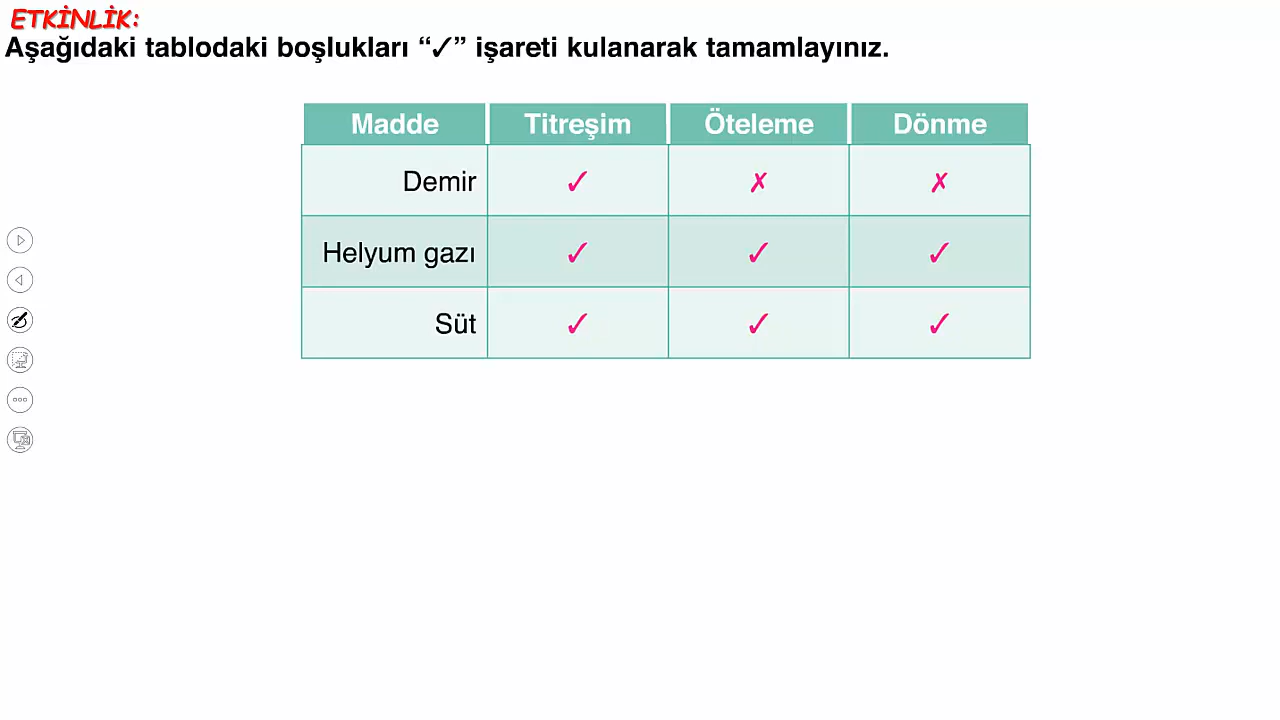 ETKİNLİK:
Aşağıdaki tablodaki boşlukları “✓” işareti kulanarak tamamlayınız.
Madde Titreşim Öteleme Dönme
Demir ✓ ✗ ✗
Helyum gazı ✓ ✓ ✓
Süt ✓ ✓ ✓